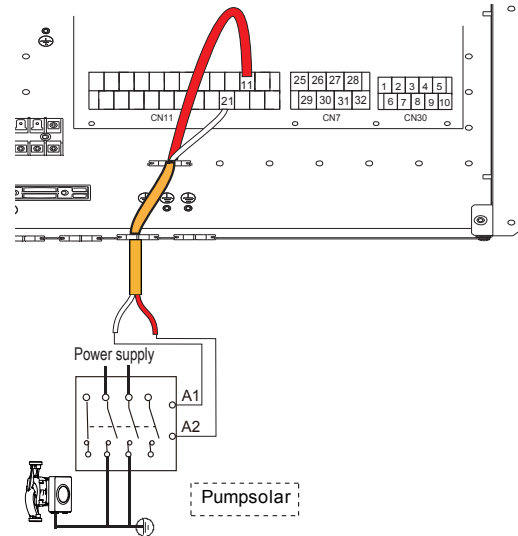 11
25 26 27 28
1 2 3 4 5
21
29 30 31 32
6 7 8 9 10
CN11
CN7
CN30
Power supply
A1
A2
Pumpsolar